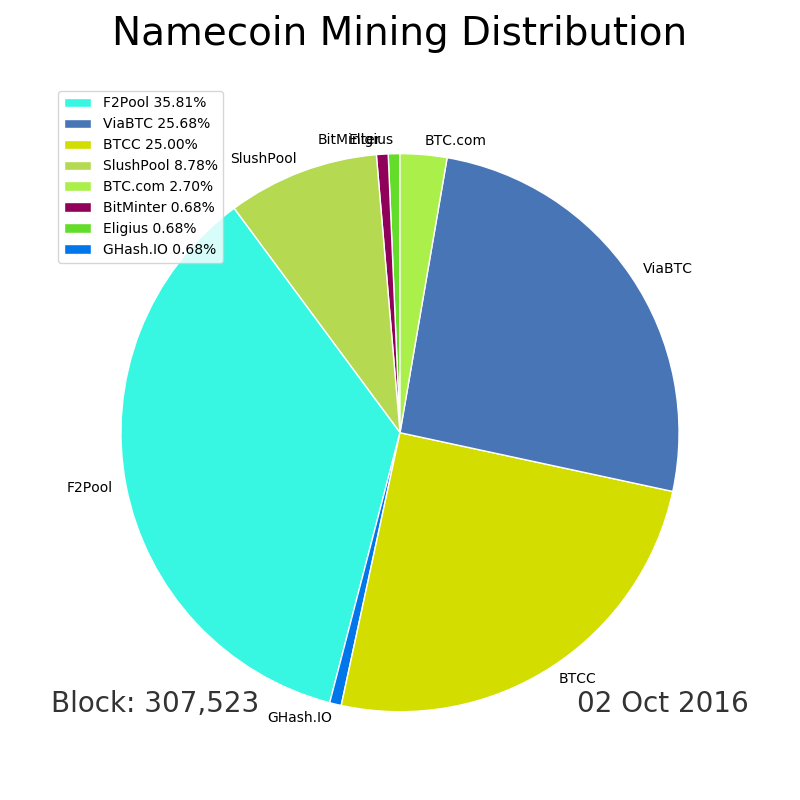 Namecoin Mining Distribution
F2Pool 35.81%
ViaBTC 25.68%
BTCC 25.00%
SlushPool 8.78%
BTC.com 2.70%
BitMinter 0.68%
Eligius 0.68%
GHash.IO 0.68%
BitMinter
Eligius
BTC.com
SlushPool
ViaBTC
F2Pool
BTCC
Block: 307,523
02 Oct 2016
GHash.IO